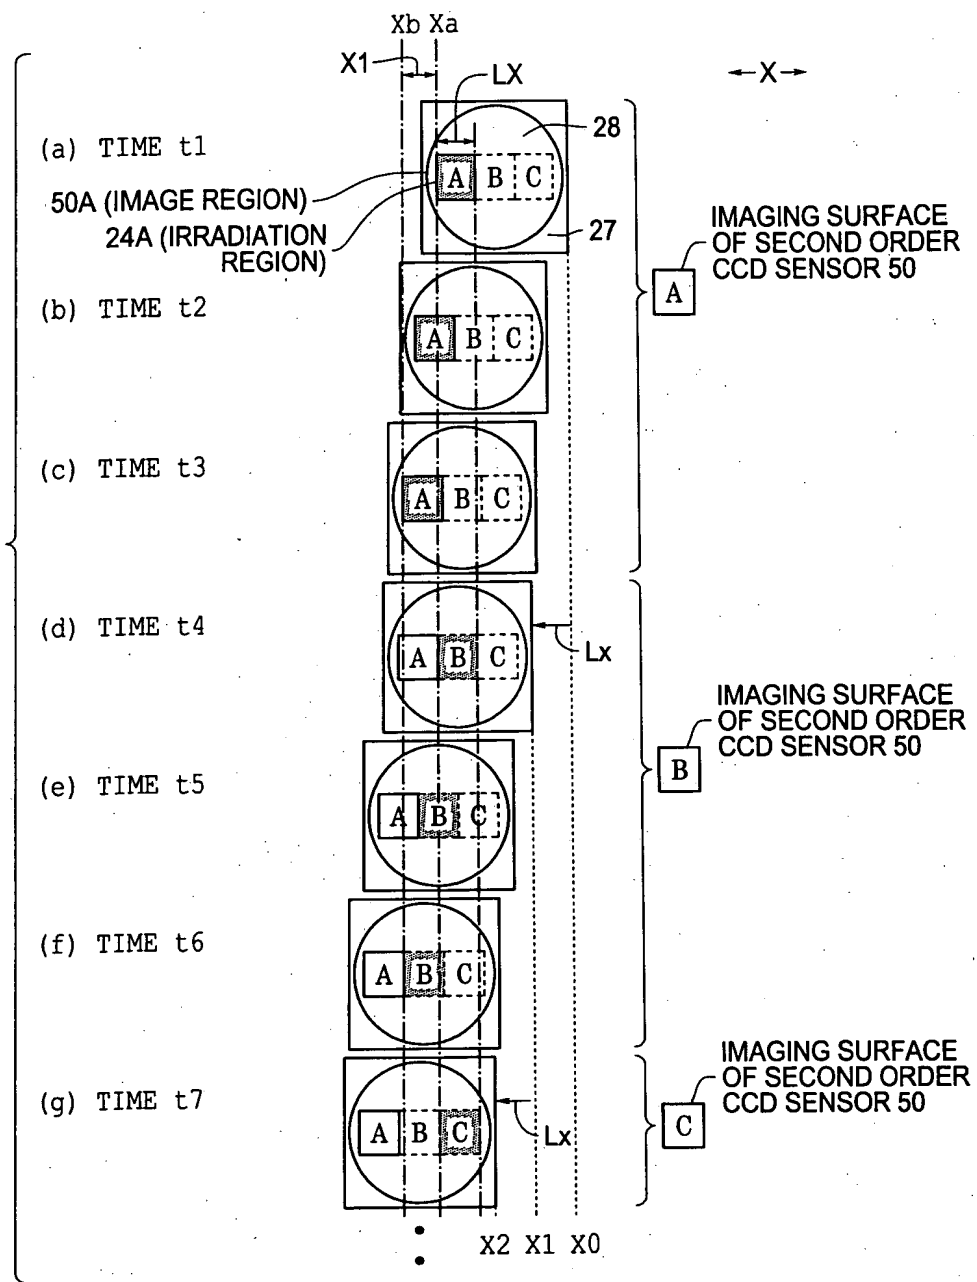 Xb Xa
X1
LX
←X→
(a) TIME t1
28
A B C
50A (IMAGE REGION)
24A (IRRADIATION
REGION)
27
IMAGING SURFACE
OF SECOND ORDER
CCD SENSOR 50
A
(b) TIME t2
A B C
(c) TIME t3
A B C
(d) TIME t4
Lx
A B C
IMAGING SURFACE
OF SECOND ORDER
CCD SENSOR 50
B
(e) TIME t5
A B C
(f) TIME t6
A B C
IMAGING SURFACE
OF SECOND ORDER
CCD SENSOR 50
C
(g) TIME t7
Lx
A B C
X2 X1 X0